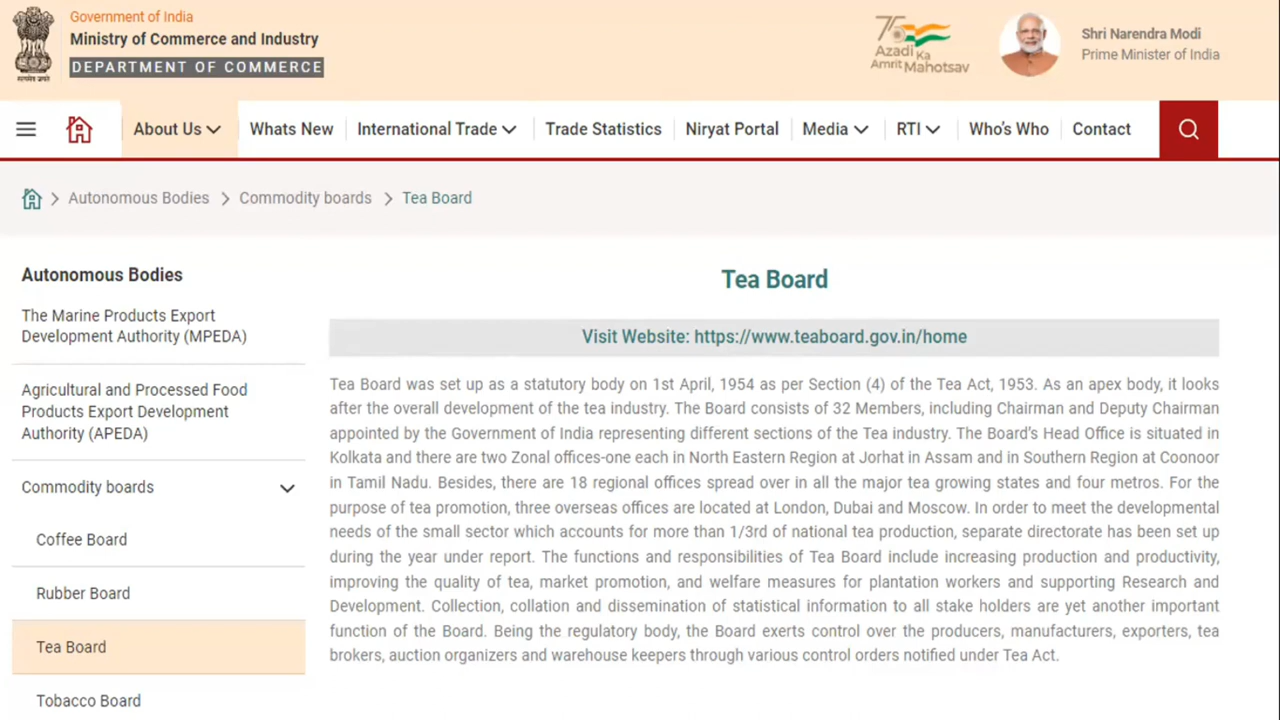 Government of India
Ministry of Commerce and Industry
DEPARTMENT OF COMMERCE
Azadi Ka
Amrit Mahotsav
Shri Narendra Modi
Prime Minister of India
About Us
Whats New
International Trade
Trade Statistics
Niryat Portal
Media
RTI
Who's Who
Contact
Autonomous Bodies
Commodity boards
Tea Board
Autonomous Bodies
The Marine Products Export
Development Authority (MPEDA)
Agricultural and Processed Food
Products Export Development
Authority (APEDA)
Commodity boards
Coffee Board
Rubber Board
Tea Board
Tobacco Board
Tea Board
Visit Website: https://www.teaboard.gov.in/home
Tea Board was set up as a statutory body on 1st April, 1954 as per Section (4) of the Tea Act, 1953. As an apex body, it looks
after the overall development of the tea industry. The Board consists of 32 Members, including Chairman and Deputy Chairman
appointed by the Government of India representing different sections of the Tea industry. The Board's Head Office is situated in
Kolkata and there are two Zonal offices-one each in North Eastern Region at Jorhat in Assam and in Southern Region at Coonoor
in Tamil Nadu. Besides, there are 18 regional offices spread over in all the major tea growing states and four metros. For the
purpose of tea promotion, three overseas offices are located at London, Dubai and Moscow. In order to meet the developmental
needs of the small sector which accounts for more than 1/3rd of national tea production, separate directorate has been set up
during the year under report. The functions and responsibilities of Tea Board include increasing production and productivity,
improving the quality of tea, market promotion, and welfare measures for plantation workers and supporting Research and
Development. Collection, collation and dissemination of statistical information to all stake holders are yet another important
function of the Board. Being the regulatory body, the Board exerts control over the producers, manufacturers, exporters, tea
brokers, auction organizers and warehouse keepers through various control orders notified under Tea Act.